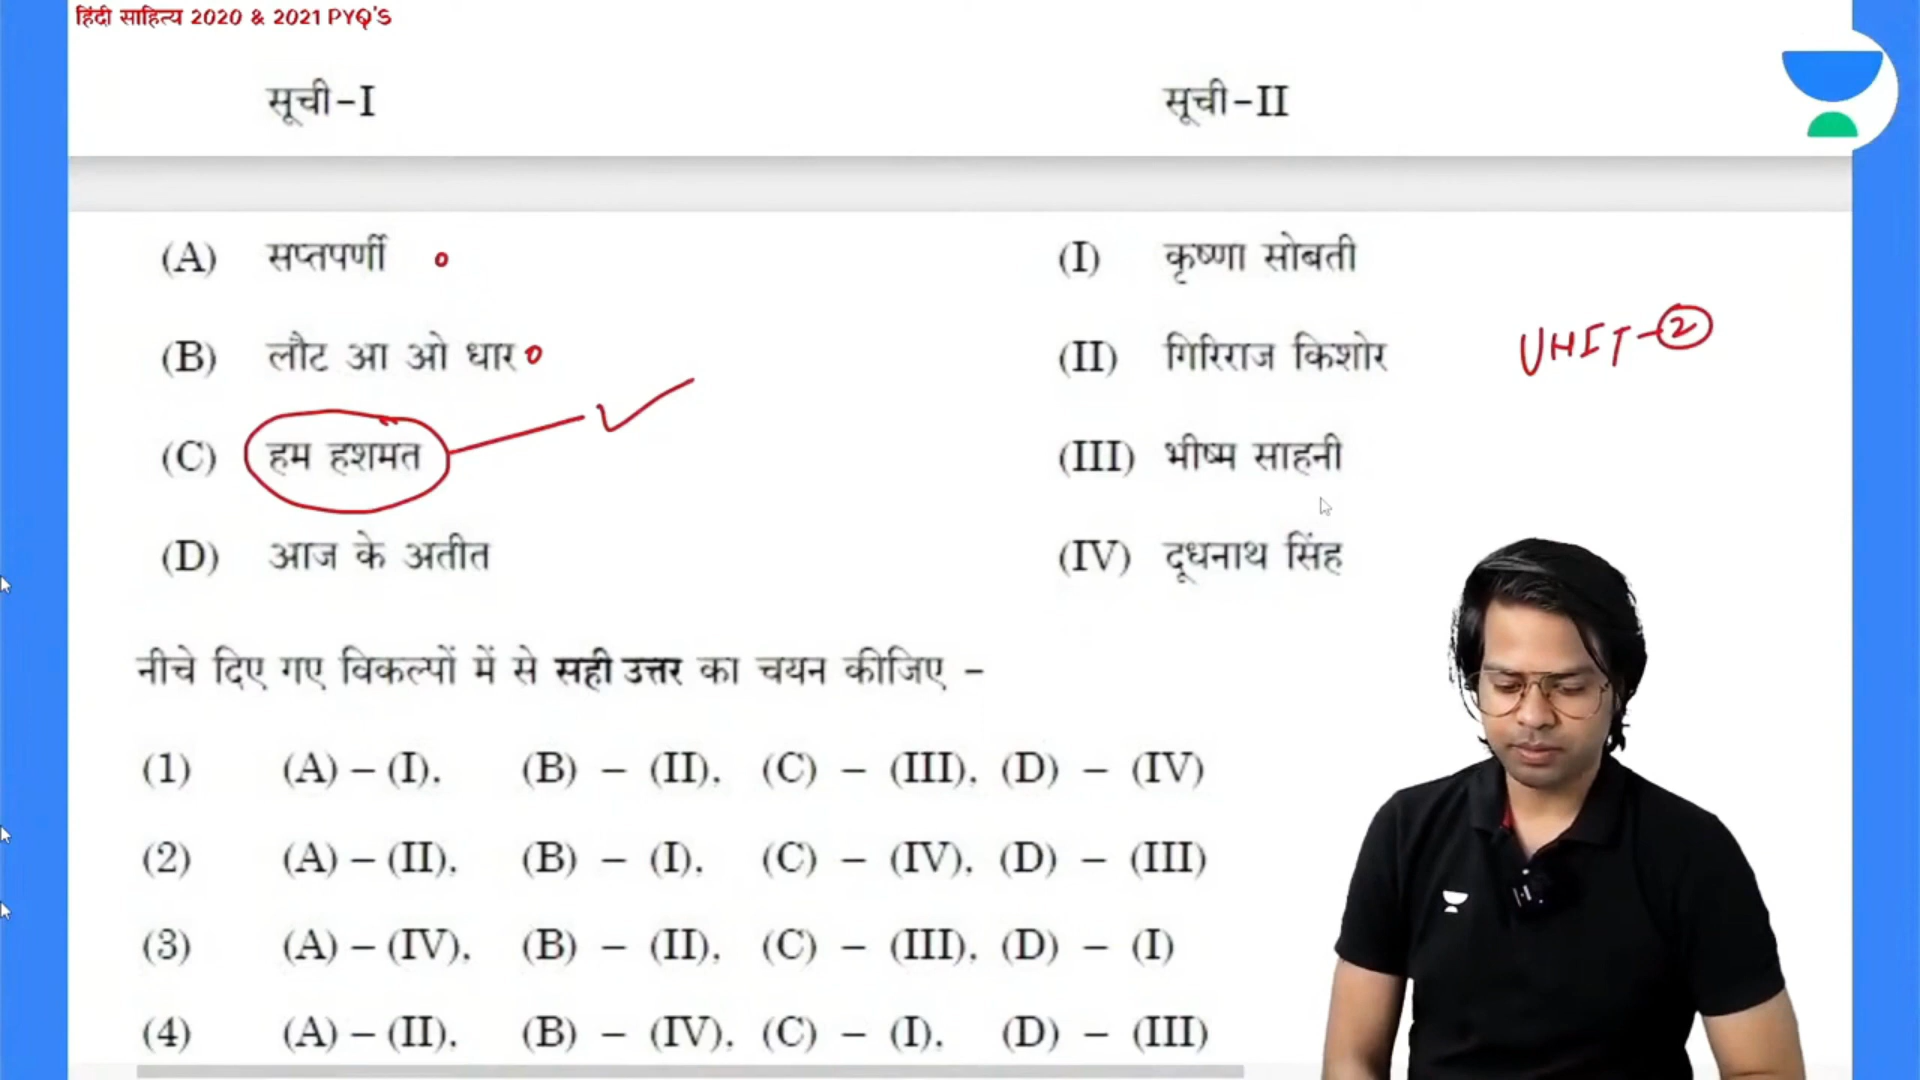 हिंदी साहित्य 2020 & 2021 PYQ'S
सूची-I सूची-II
(A) सप्तपर्णी (I) कृष्णा सोबती
(B) लौट आ ओ धार (II) गिरिराज किशोर
UNIT-2
(C) हम हशमत (III) भीष्म साहनी
(D) आज के अतीत (IV) दूधनाथ सिंह
नीचे दिए गए विकल्पों में से सही उत्तर का चयन कीजिए –
(1) (A) – (I), (B) – (II), (C) – (III), (D) – (IV)
(2) (A) – (II), (B) – (I), (C) – (IV), (D) – (III)
(3) (A) – (IV), (B) – (II), (C) – (III), (D) – (I)
(4) (A) – (II), (B) – (IV), (C) – (I), (D) – (III)